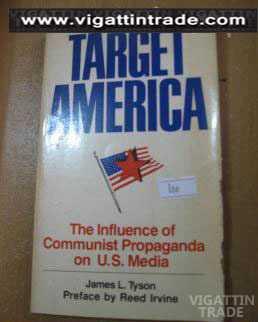 www.vigattintrade.com
TARGET
AMERICA
100
The Influence of
Communist Propaganda
on U.S. Media
James L. Tyson
Preface by Reed Irvine
VIGATTIN
TRADE